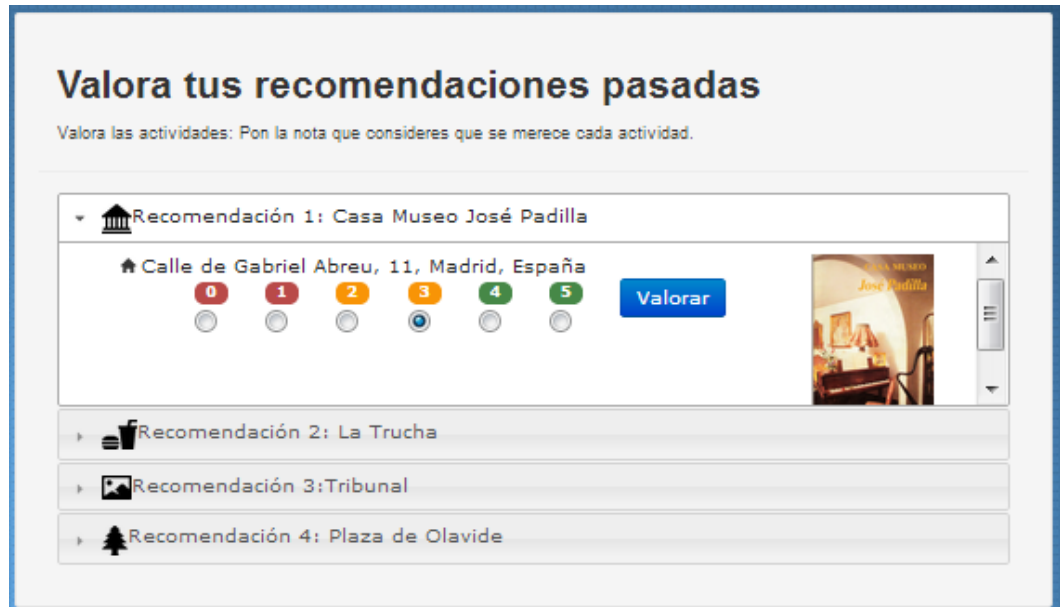 Valora tus recomendaciones pasadas
Valora las actividades: Pon la nota que consideres que se merece cada actividad.
Recomendación 1: Casa Museo José Padilla
Calle de Gabriel Abreu, 11, Madrid, España
0 1 2 3 4 5
Valorar
CASA MUSEO
José Padilla
Recomendación 2: La Trucha
Recomendación 3:Tribunal
Recomendación 4: Plaza de Olavide